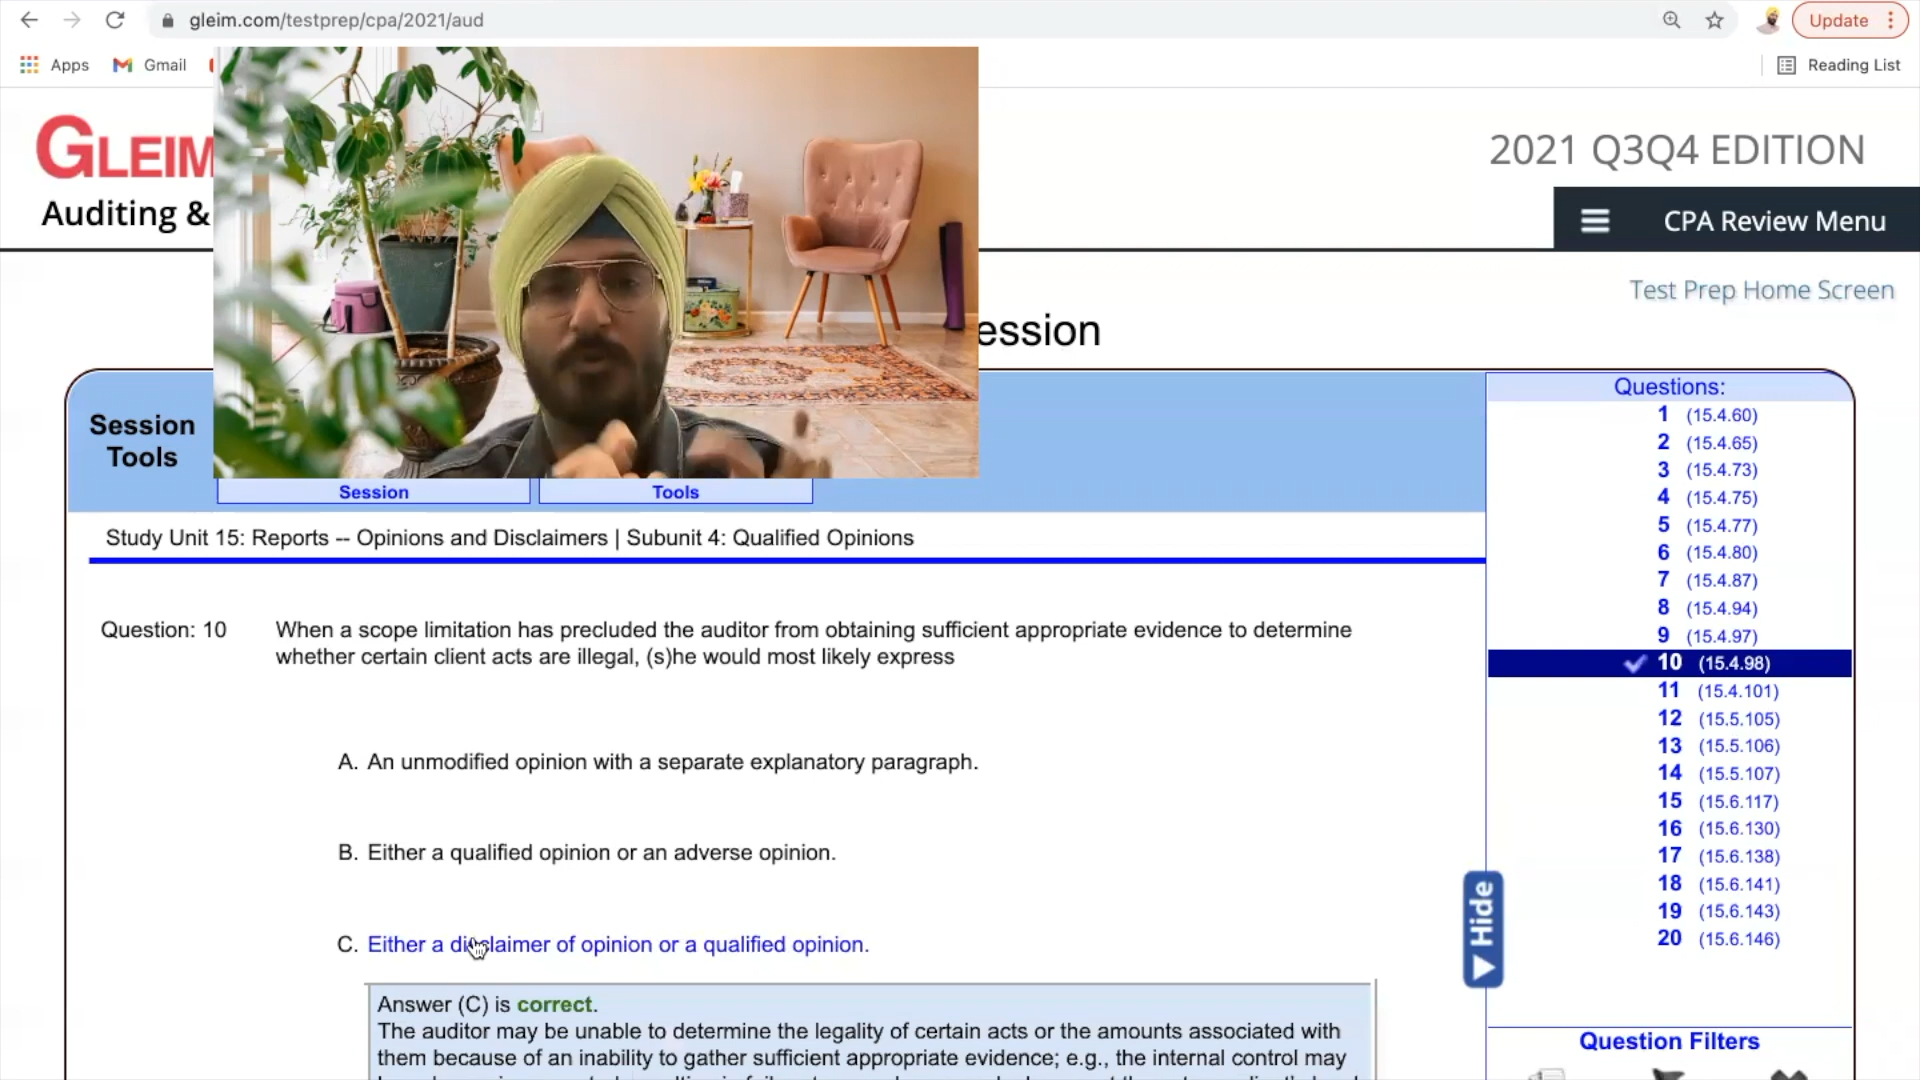 gleim.com/testprep/cpa/2021/aud
Update
Apps
Gmail
Reading List
GLEIM
2021 Q3Q4 EDITION
Auditing &
CPA Review Menu
Test Prep Home Screen
ession
Session
Tools
Session
Tools
Study Unit 15: Reports -- Opinions and Disclaimers | Subunit 4: Qualified Opinions
Question: 10
When a scope limitation has precluded the auditor from obtaining sufficient appropriate evidence to determine
whether certain client acts are illegal, (s)he would most likely express
A. An unmodified opinion with a separate explanatory paragraph.
B. Either a qualified opinion or an adverse opinion.
C. Either a disclaimer of opinion or a qualified opinion.
Answer (C) is correct.
The auditor may be unable to determine the legality of certain acts or the amounts associated with
them because of an inability to gather sufficient appropriate evidence; e.g., the internal control may
Questions:
1 (15.4.60)
2 (15.4.65)
3 (15.4.73)
4 (15.4.75)
5 (15.4.77)
6 (15.4.80)
7 (15.4.87)
8 (15.4.94)
9 (15.4.97)
10 (15.4.98)
11 (15.4.101)
12 (15.5.105)
13 (15.5.106)
14 (15.5.107)
15 (15.6.117)
16 (15.6.130)
17 (15.6.138)
18 (15.6.141)
19 (15.6.143)
20 (15.6.146)
Hide
Question Filters